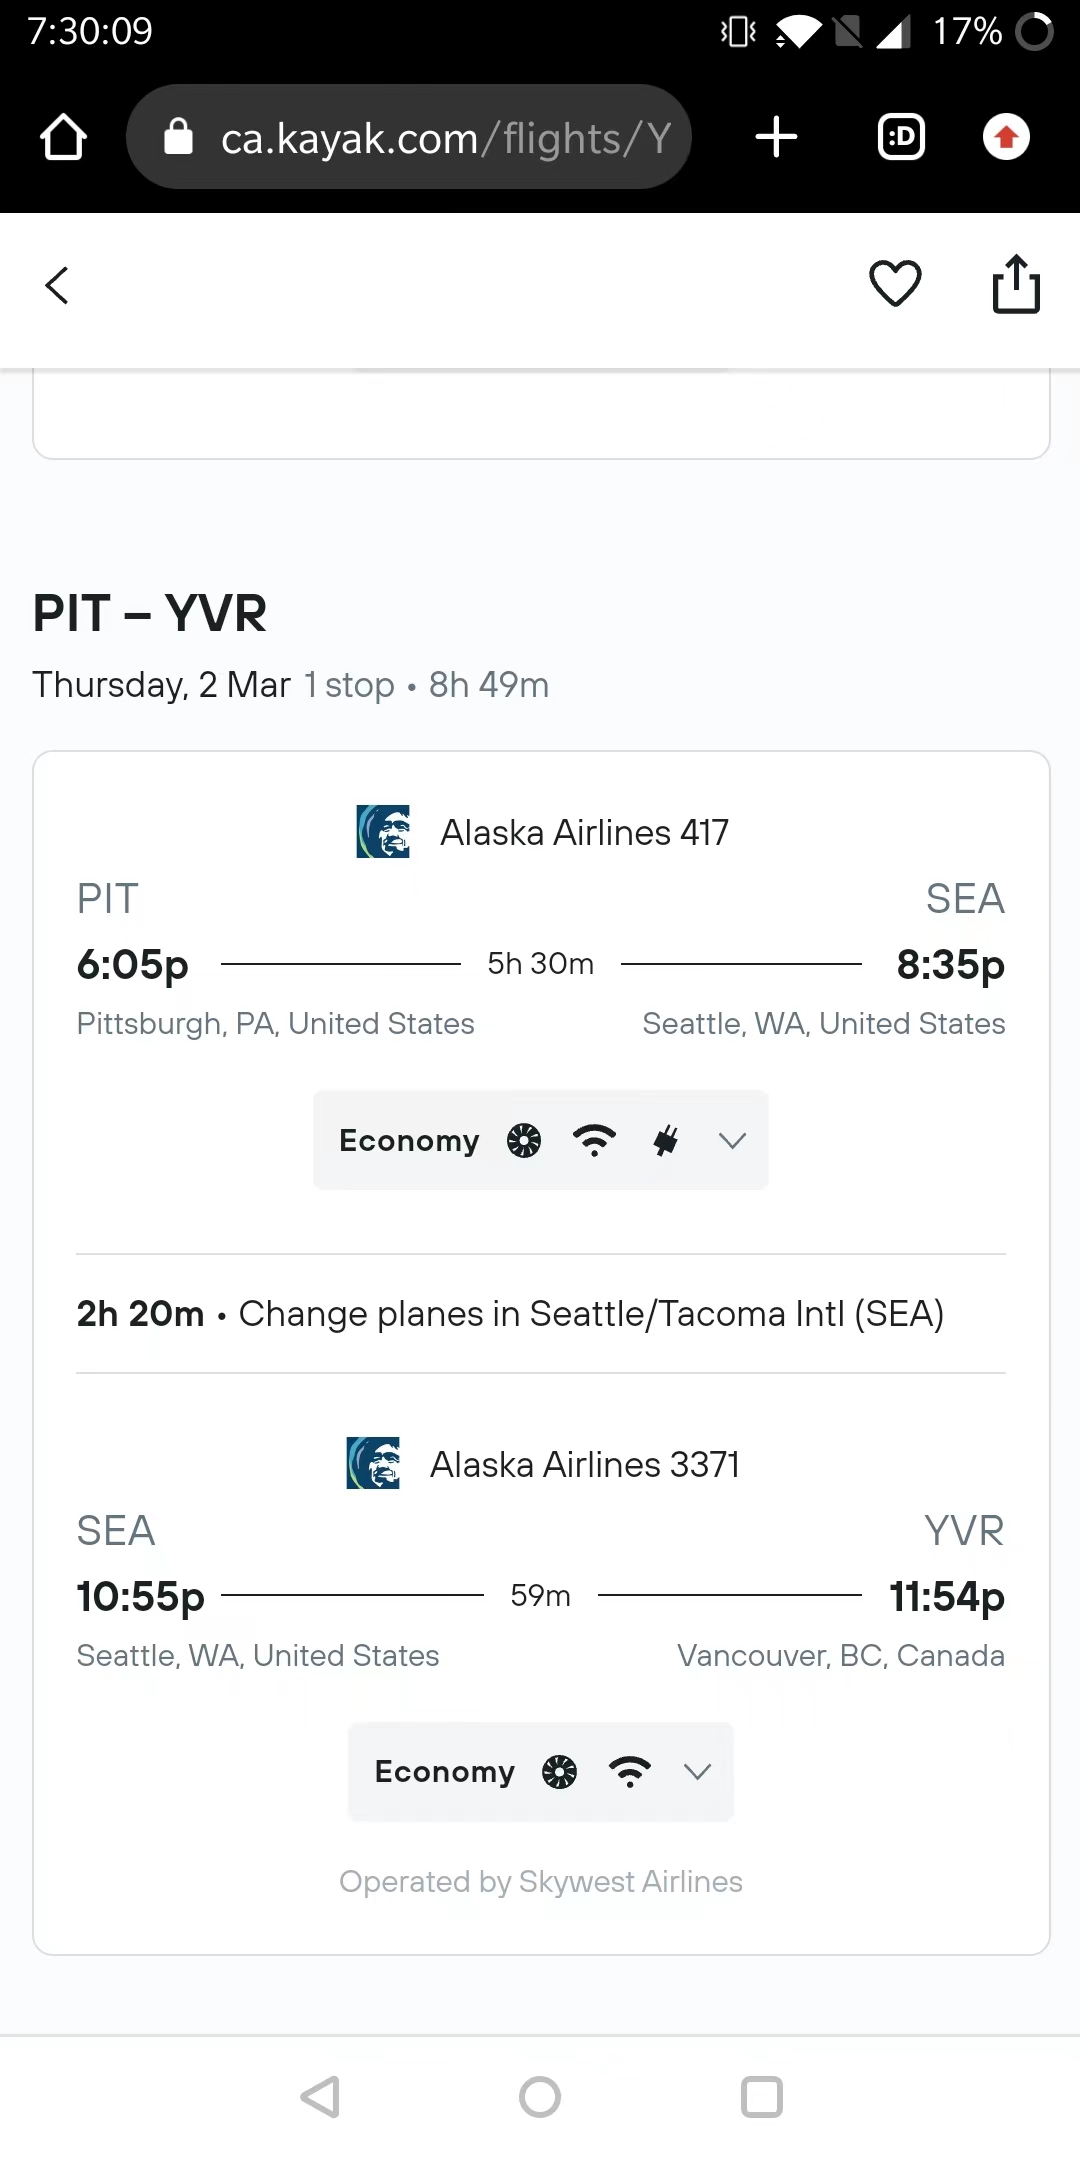 7:30:09 17%
ca.kayak.com/flights/Y :D
PIT – YVR
Thursday, 2 Mar 1 stop • 8h 49m
Alaska Airlines 417
PIT SEA
6:05p 5h 30m 8:35p
Pittsburgh, PA, United States Seattle, WA, United States
Economy
2h 20m • Change planes in Seattle/Tacoma Intl (SEA)
Alaska Airlines 3371
SEA YVR
10:55p 59m 11:54p
Seattle, WA, United States Vancouver, BC, Canada
Economy
Operated by Skywest Airlines